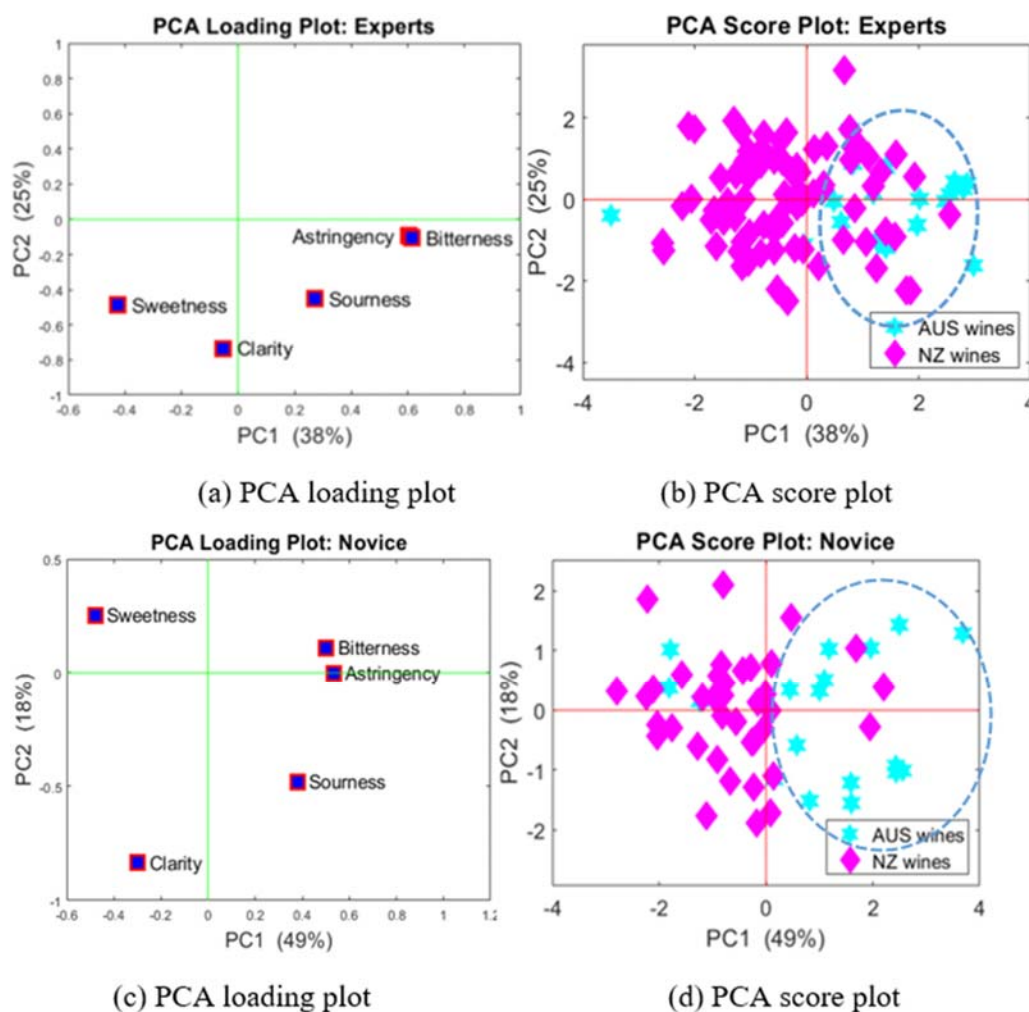 PCA Loading Plot: Experts
1
0.8
0.6
0.4
0.2
0
-0.2
-0.4
-0.6
-0.8
-1
PC2 (25%)
Astringency
Bitterness
Sweetness
Sourness
Clarity
-0.6 -0.4 -0.2 0 0.2 0.4 0.6 0.8 1
PC1 (38%)
PCA Score Plot: Experts
2
0
-2
-4
PC2 (25%)
AUS wines
NZ wines
-4 -2 0 2 4
PC1 (38%)
(a) PCA loading plot
(b) PCA score plot
PCA Loading Plot: Novice
0.5
0
-0.5
-1
PC2 (18%)
Sweetness
Bitterness
Astringency
Sourness
Clarity
-0.6 -0.4 -0.2 0 0.2 0.4 0.6 0.8 1
PC1 (49%)
PCA Score Plot: Novice
2
1
0
-1
-2
PC2 (18%)
AUS wines
NZ wines
-4 -2 0 2 4
PC1 (49%)
(c) PCA loading plot
(d) PCA score plot